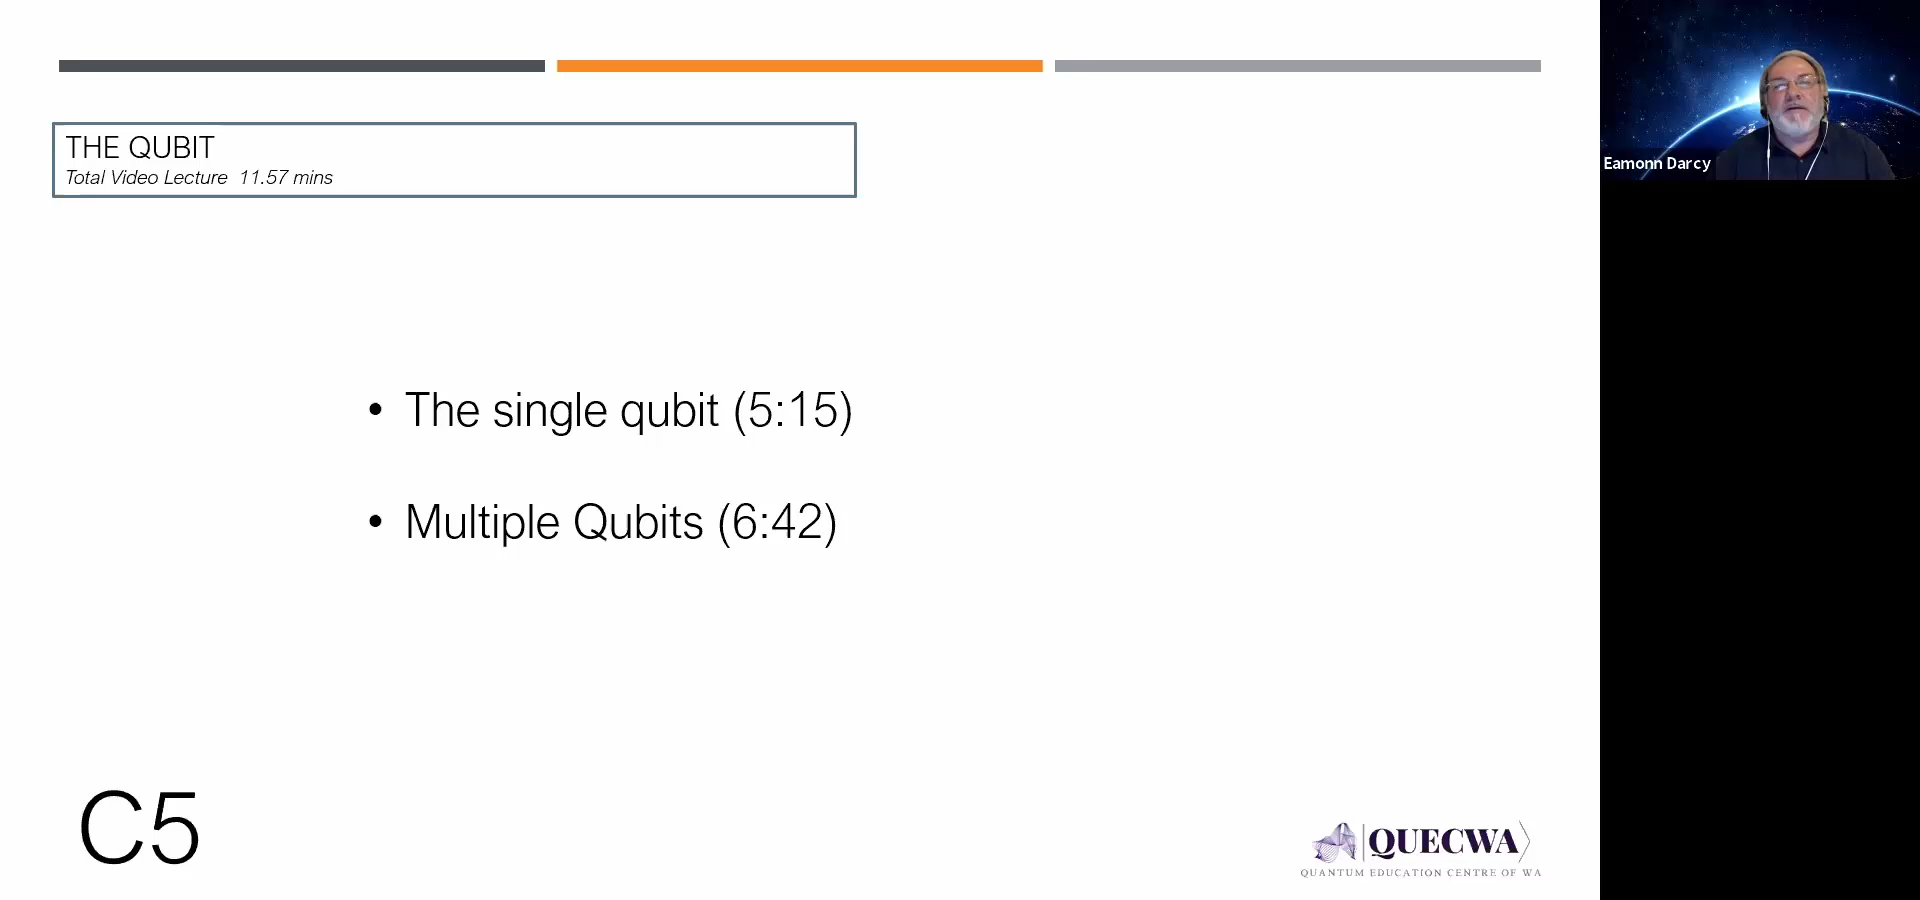 THE QUBIT
Total Video Lecture 11.57 mins
Eamonn Darcy
• The single qubit (5:15)
• Multiple Qubits (6:42)
C5
|QUECWA⟩
QUANTUM EDUCATION CENTRE OF WA